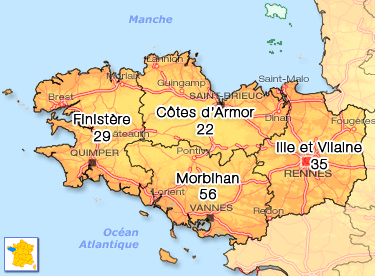 Manche
Lannion
Morlaix
Guingamp
Saint-Malo
Brest
SAINT-BRIEUC
Côtes d'Armor
22
Dinan
Fougères
Finistère
29
Châteaulin
Pontivy
Ille et Vilaine
35
RENNES
QUIMPER
Morbihan
56
Lorient
VANNES
Redon
Océan
Atlantique